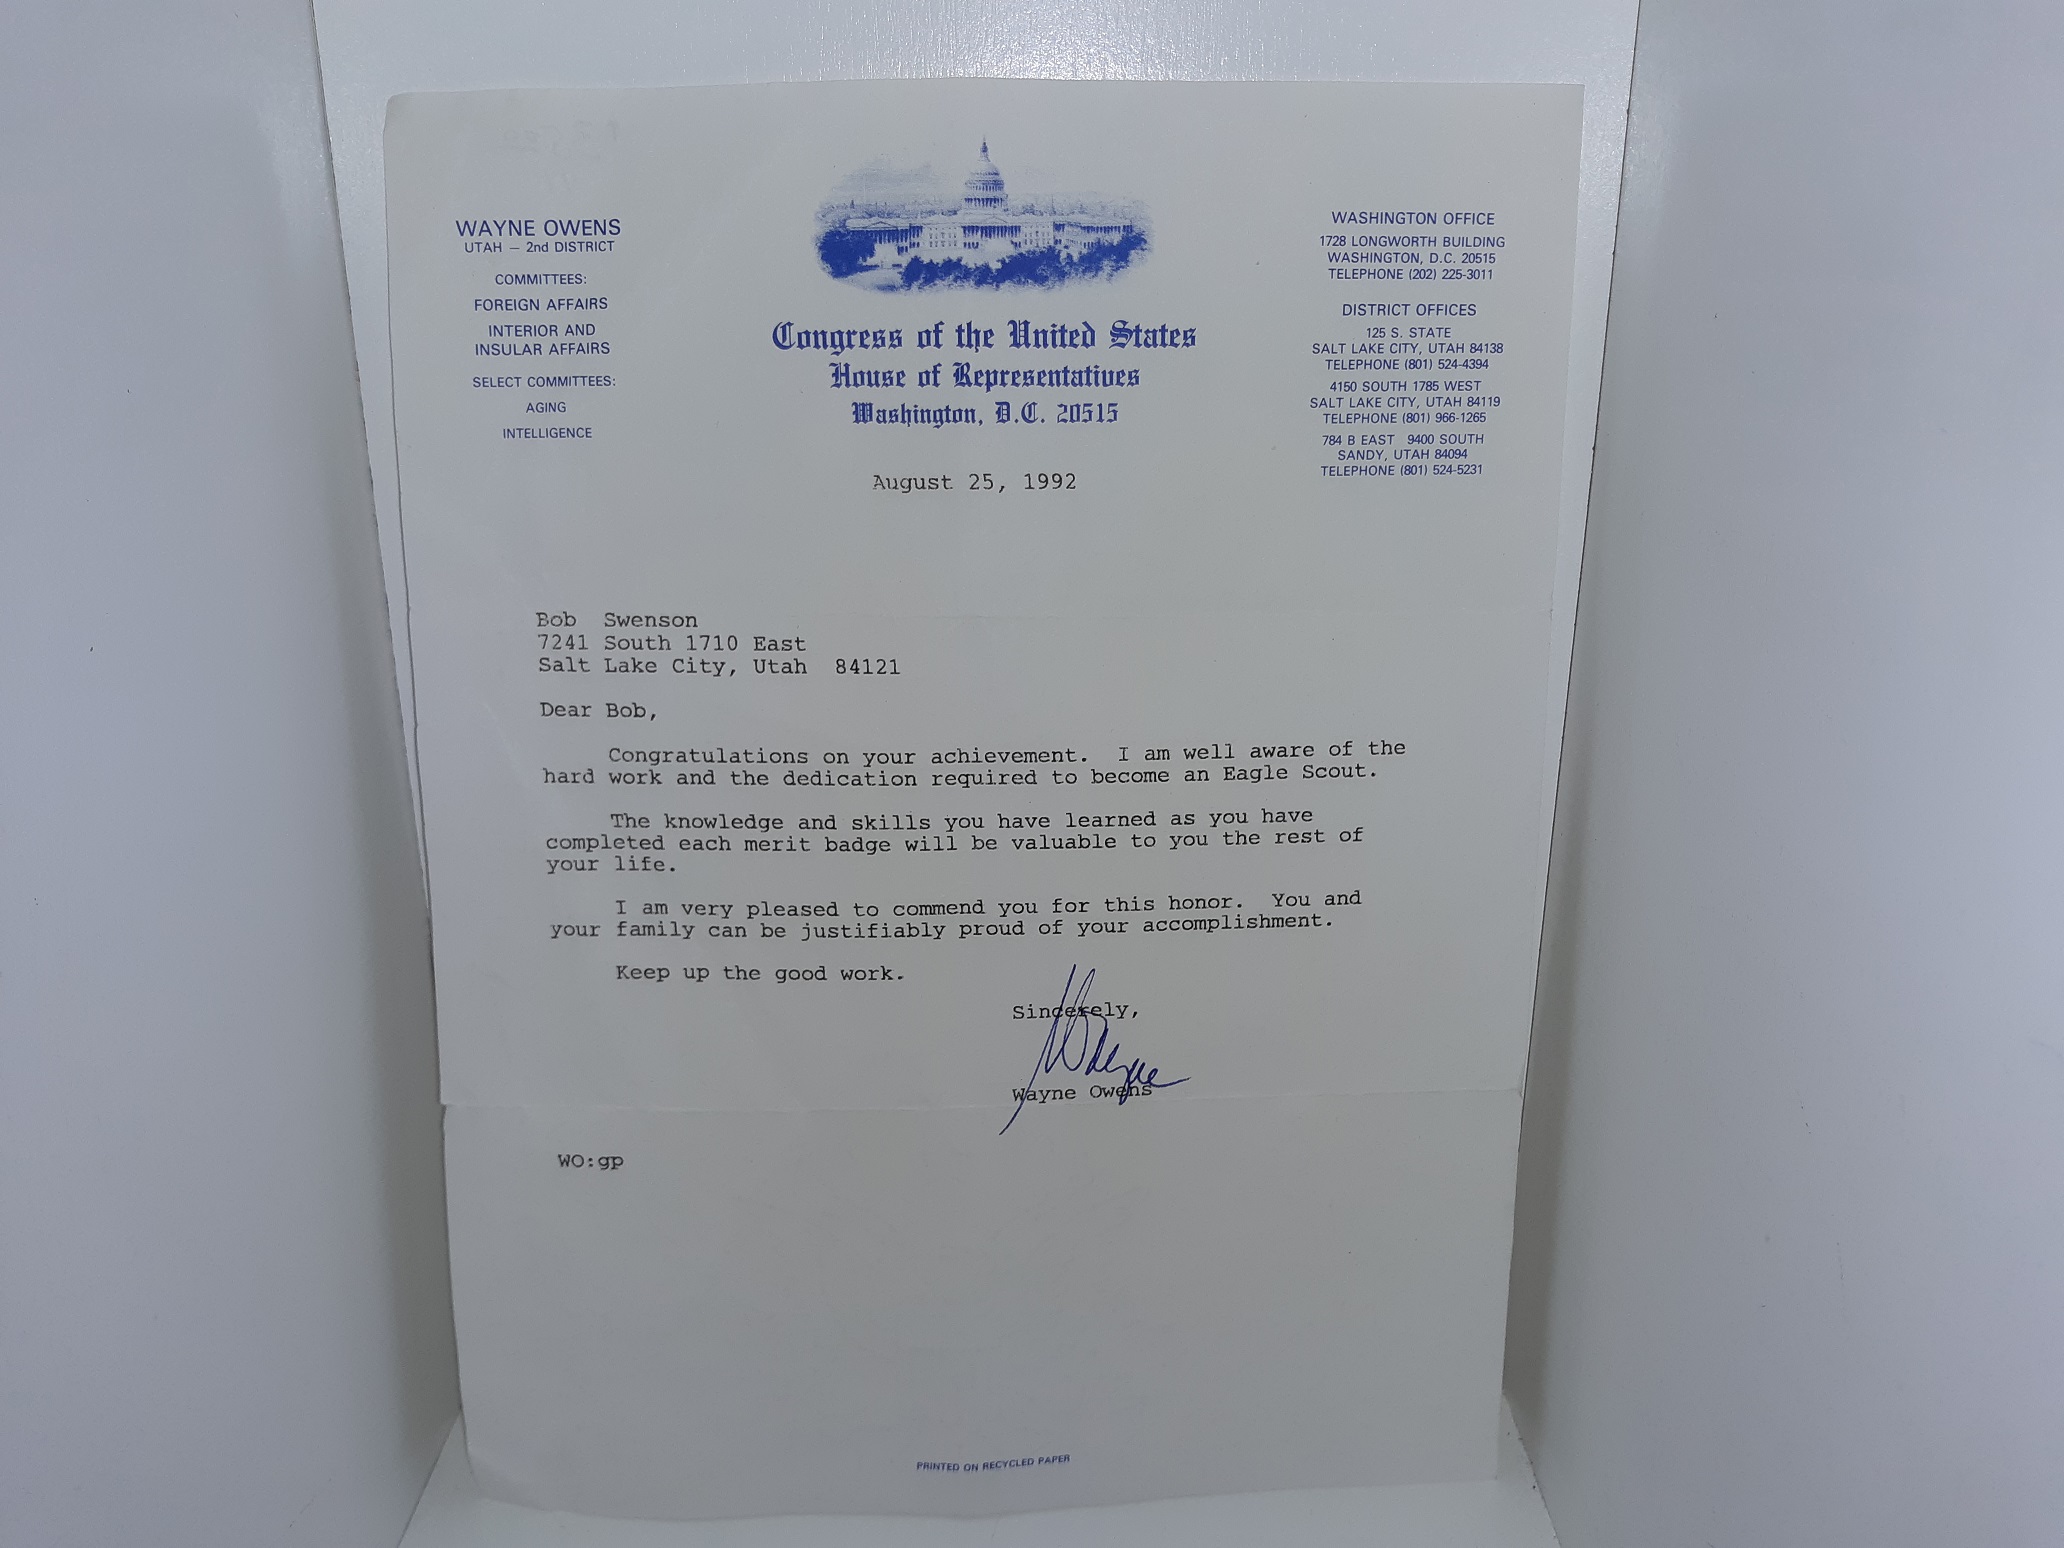 WAYNE OWENS
UTAH — 2nd DISTRICT
COMMITTEES:
FOREIGN AFFAIRS
INTERIOR AND
INSULAR AFFAIRS
SELECT COMMITTEES:
AGING
INTELLIGENCE
Congress of the United States
House of Representatives
Washington, D.C. 20515
WASHINGTON OFFICE
1728 LONGWORTH BUILDING
WASHINGTON, D.C. 20515
TELEPHONE (202) 225-3011
DISTRICT OFFICES
125 S. STATE
SALT LAKE CITY, UTAH 84138
TELEPHONE (801) 524-4394
4150 SOUTH 1785 WEST
SALT LAKE CITY, UTAH 84119
TELEPHONE (801) 966-1265
784 B EAST 9400 SOUTH
SANDY, UTAH 84094
TELEPHONE (801) 524-5231
August 25, 1992
Bob Swenson
7241 South 1710 East
Salt Lake City, Utah 84121
Dear Bob,
Congratulations on your achievement. I am well aware of the
hard work and the dedication required to become an Eagle Scout.
The knowledge and skills you have learned as you have
completed each merit badge will be valuable to you the rest of
your life.
I am very pleased to commend you for this honor. You and
your family can be justifiably proud of your accomplishment.
Keep up the good work.
Sincerely,
Wayne
Wayne Owens
WO:gp
PRINTED ON RECYCLED PAPER